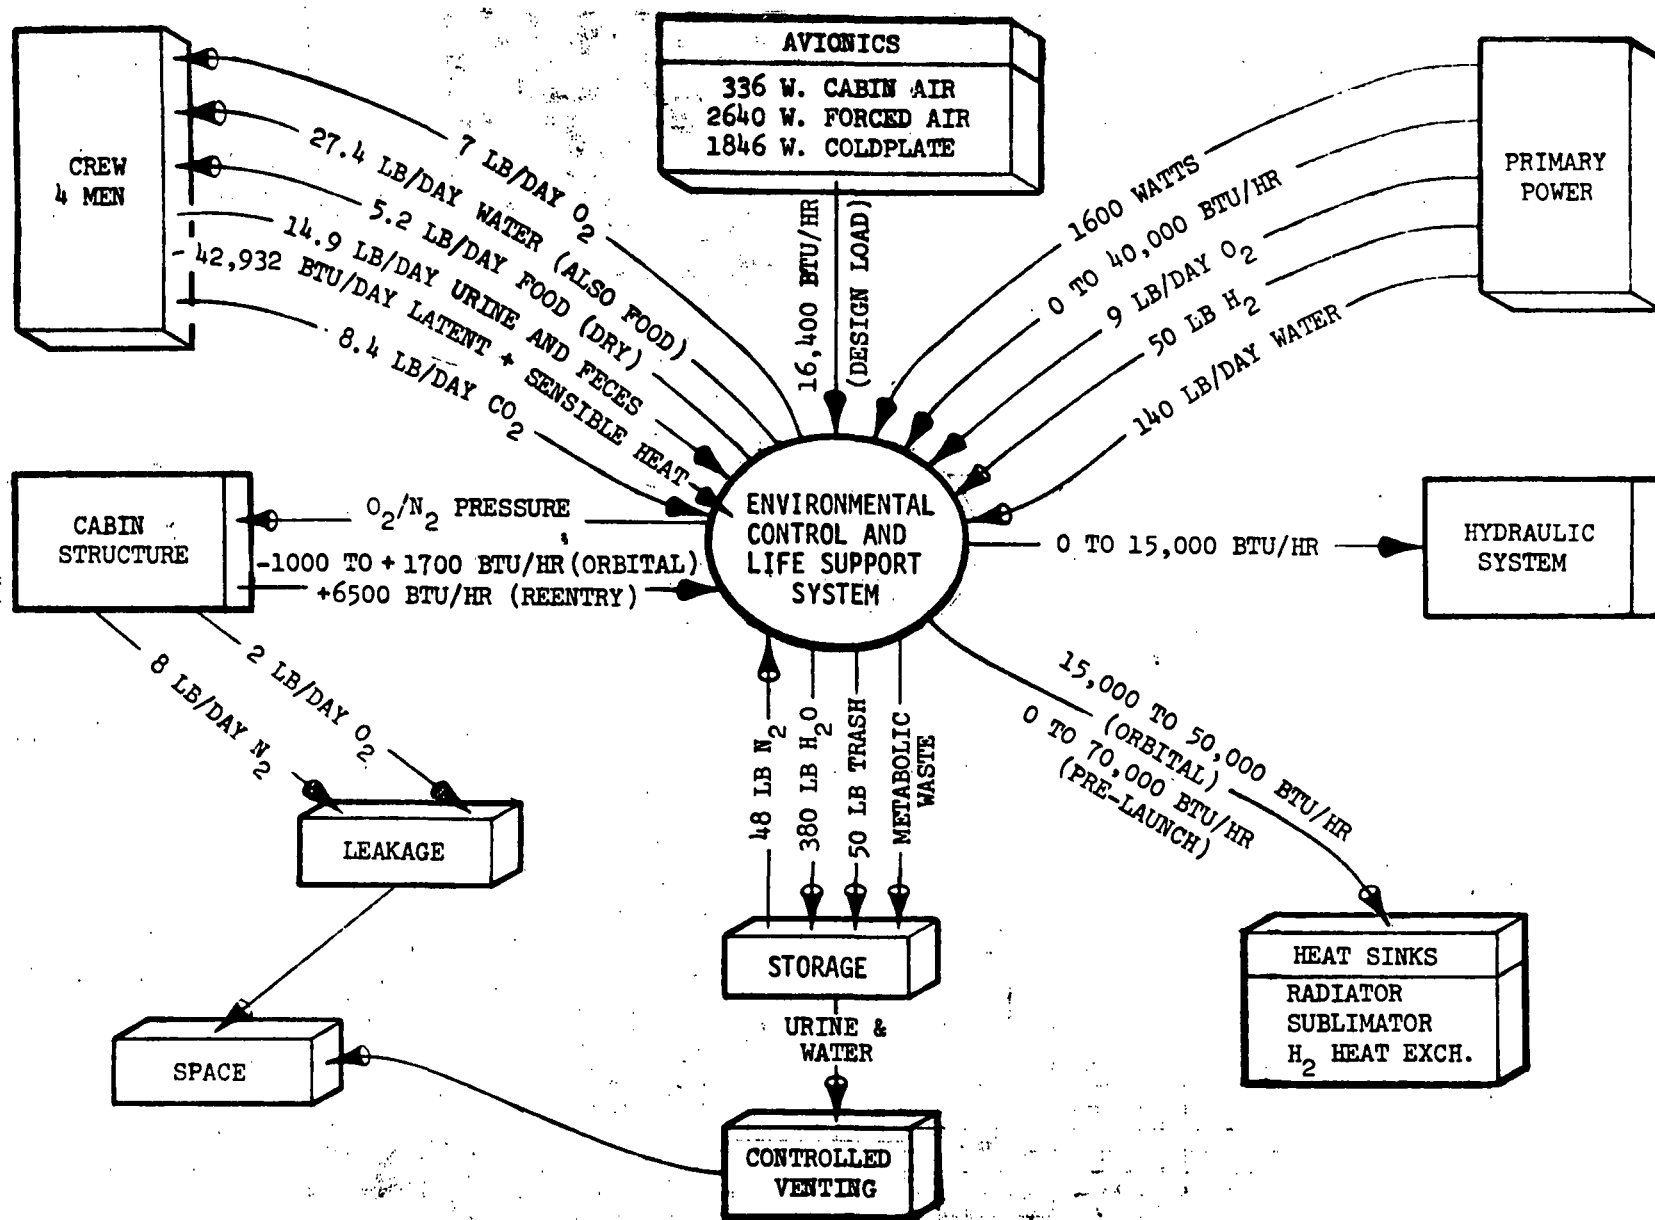 CREW
4 MEN
AVIONICS
336 W. CABIN AIR
2640 W. FORCED AIR
1846 W. COLDPLATE
PRIMARY
POWER
7 LB/DAY O2
27.4 LB/DAY WATER (ALSO FOOD)
5.2 LB/DAY FOOD (DRY)
14.9 LB/DAY URINE AND FECES
42,932 BTU/DAY LATENT + SENSIBLE HEAT
8.4 LB/DAY CO2
16,400 BTU/HR
(DESIGN LOAD)
1600 WATTS
0 TO 40,000 BTU/HR
9 LB/DAY O2
50 LB H2
140 LB/DAY WATER
CABIN
STRUCTURE
O2/N2 PRESSURE
-1000 TO +1700 BTU/HR (ORBITAL)
+6500 BTU/HR (REENTRY)
ENVIRONMENTAL
CONTROL AND
LIFE SUPPORT
SYSTEM
0 TO 15,000 BTU/HR
HYDRAULIC
SYSTEM
8 LB/DAY N2
2 LB/DAY O2
LEAKAGE
48 LB N2
380 LB H2O
50 LB TRASH
METABOLIC
WASTE
15,000 TO 50,000 BTU/HR
(ORBITAL)
0 TO 70,000 BTU/HR
(PRE-LAUNCH)
STORAGE
HEAT SINKS
RADIATOR
SUBLIMATOR
H2 HEAT EXCH.
URINE &
WATER
SPACE
CONTROLLED
VENTING